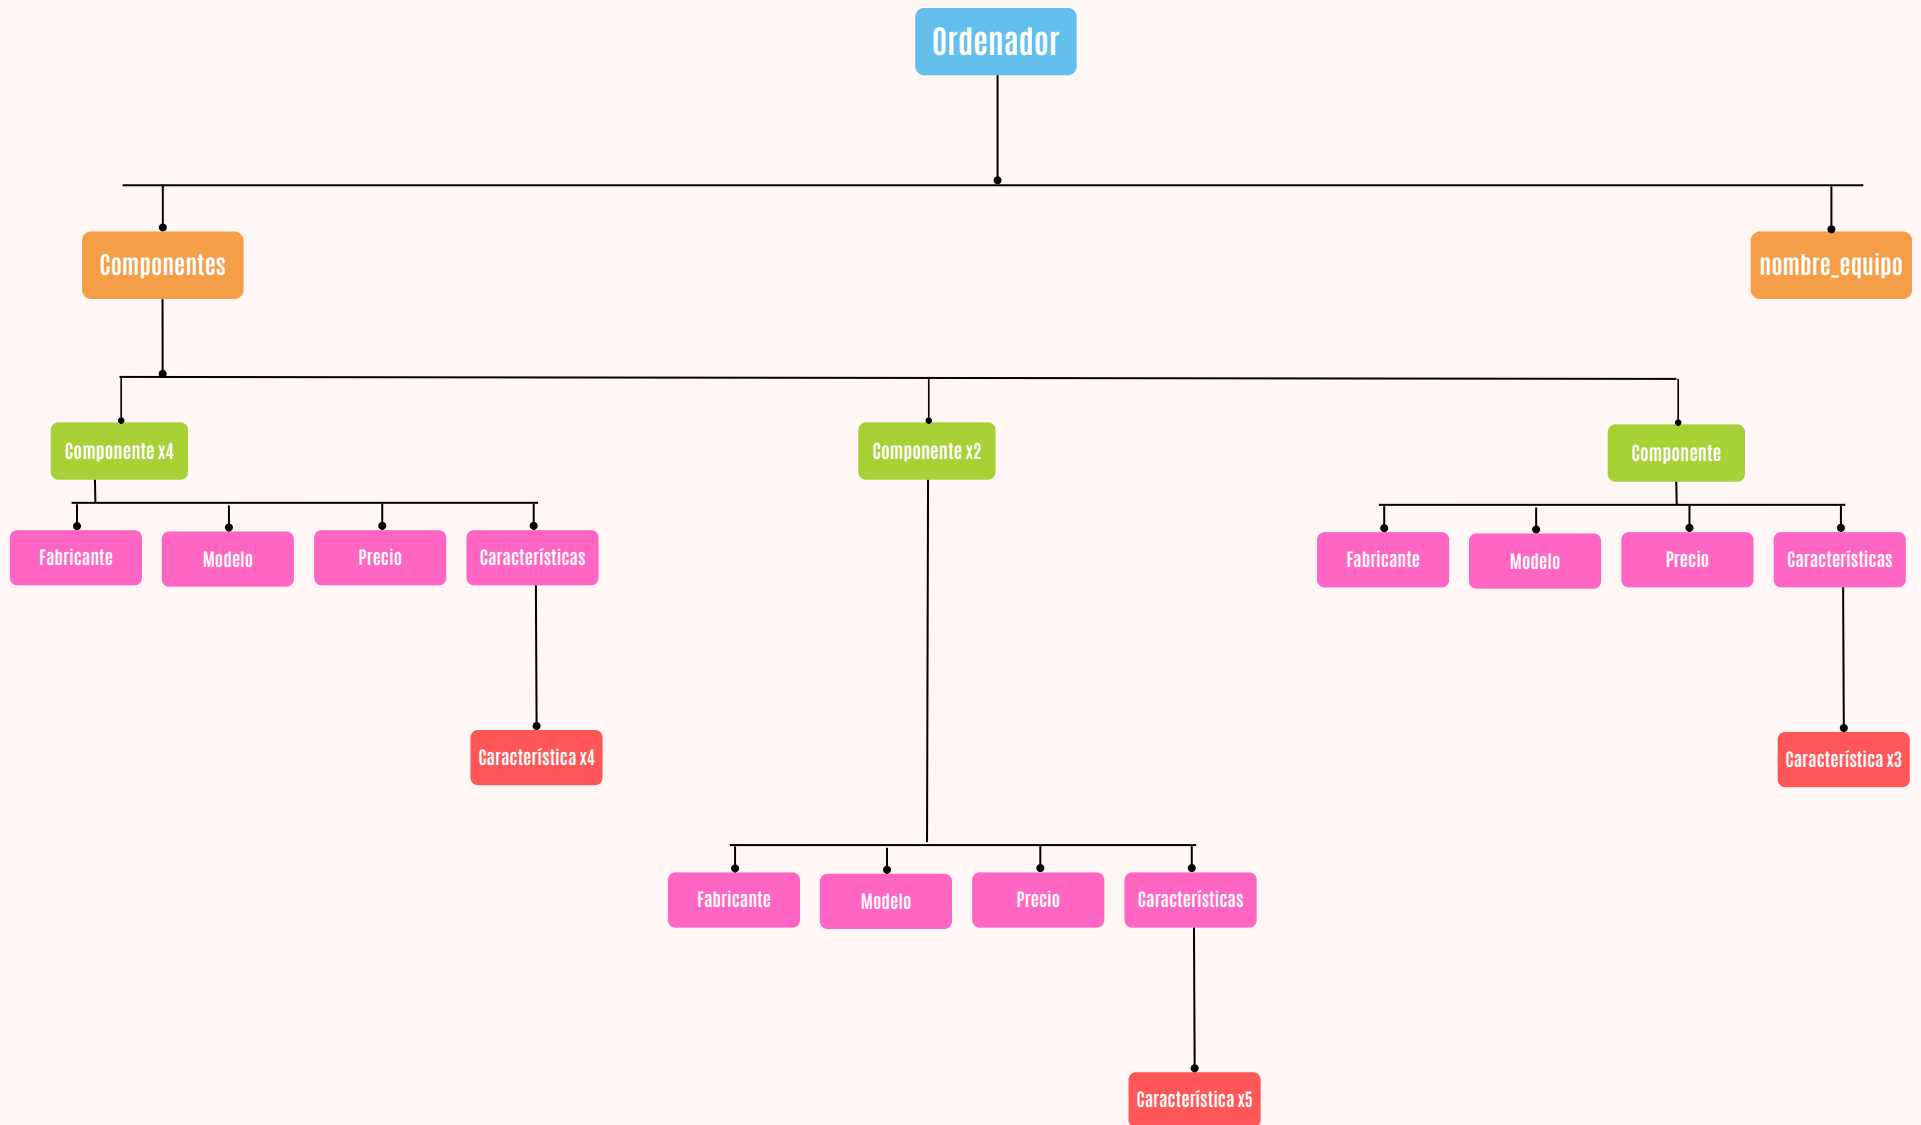 Ordenador
Componentes
nombre_equipo
Componente x4
Componente x2
Componente
Fabricante
Modelo
Precio
Características
Fabricante
Modelo
Precio
Características
Característica x4
Característica x3
Fabricante
Modelo
Precio
Características
Característica x5